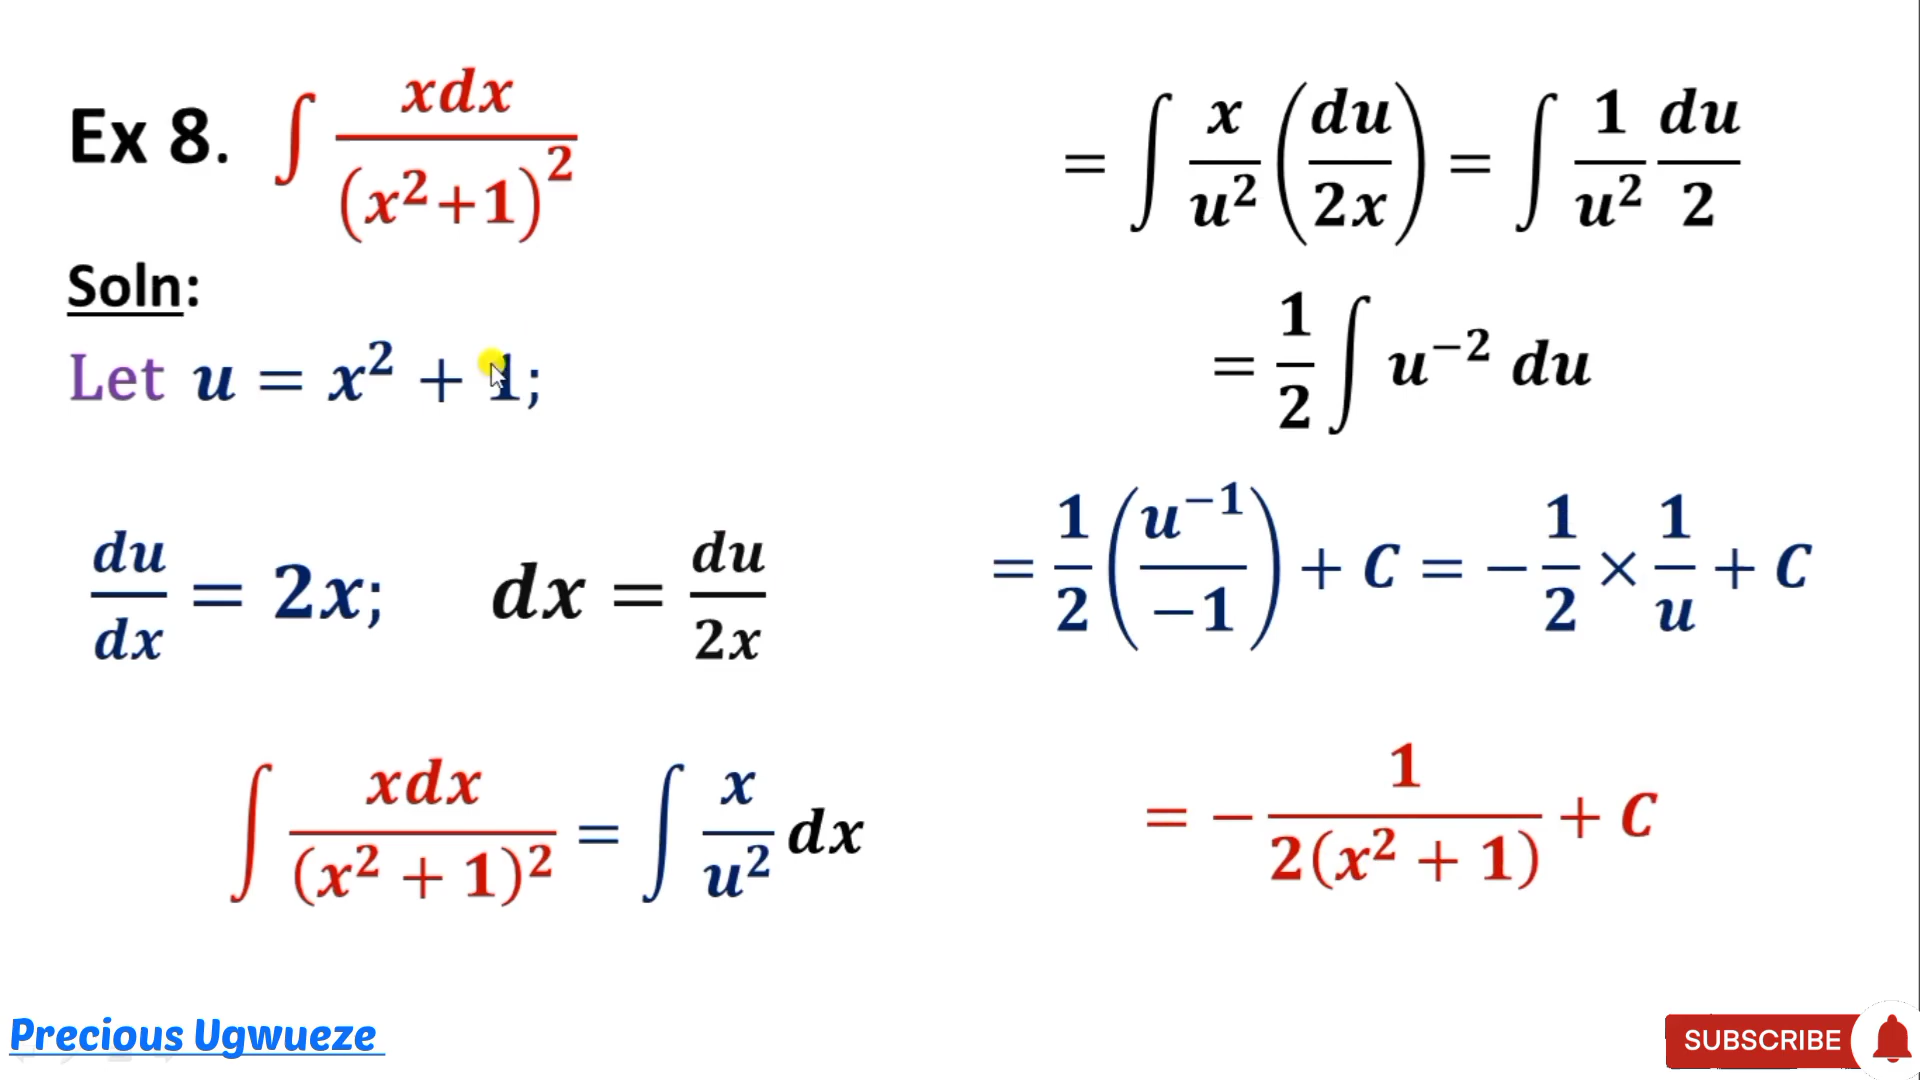 Ex 8. ∫ xdx / (x²+1)²
Soln:
Let u = x² + 1;
du/dx = 2x; dx = du/2x
∫ xdx / (x² + 1)² = ∫ x/u² dx
= ∫ x/u² (du/2x) = ∫ 1/u² du/2
= 1/2 ∫ u⁻² du
= 1/2 (u⁻¹/−1) + C = − 1/2 × 1/u + C
= − 1 / 2(x² + 1) + C
Precious Ugwueze
SUBSCRIBE